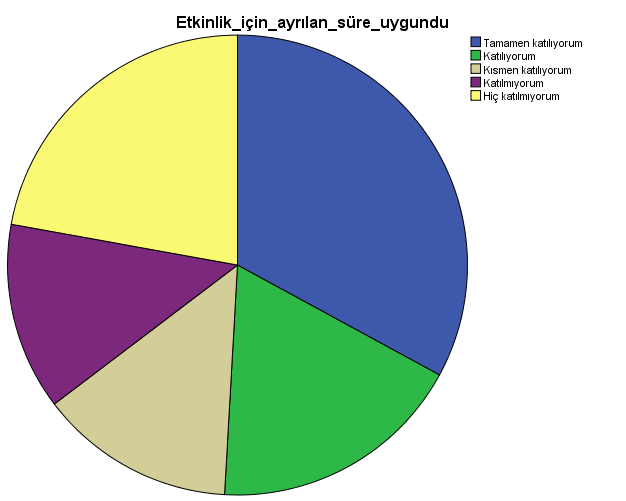 Etkinlik_için_ayrılan_süre_uygundu
Tamamen katılıyorum
Katılıyorum
Kısmen katılıyorum
Katılmıyorum
Hiç katılmıyorum